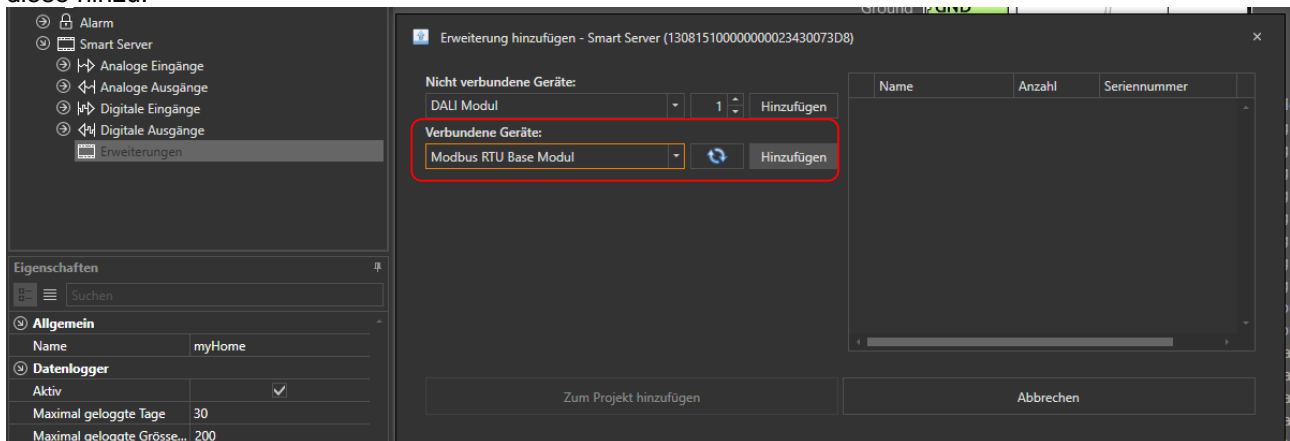 Alarm
Smart Server
Analoge Eingänge
Analoge Ausgänge
Digitale Eingänge
Digitale Ausgänge
Erweiterungen
Eigenschaften
Suchen
Allgemein
Name myHome
Datenlogger
Aktiv
Maximal geloggte Tage 30
Maximal geloggte Grösse... 200
Ground GND
Erweiterung hinzufügen - Smart Server (130815100000000023430073D8)
Nicht verbundene Geräte:
DALI Modul 1 Hinzufügen
Verbundene Geräte:
Modbus RTU Base Modul Hinzufügen
Name Anzahl Seriennummer
Zum Projekt hinzufügen Abbrechen